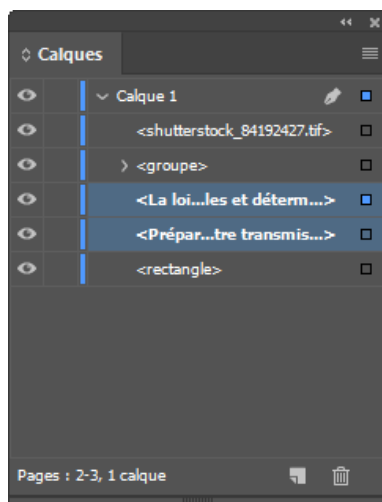 Calques
Calque 1
<shutterstock_84192427.tif>
<groupe>
<La loi...les et déterm...>
<Prépar...tre transmis...>
<rectangle>
Pages : 2-3, 1 calque